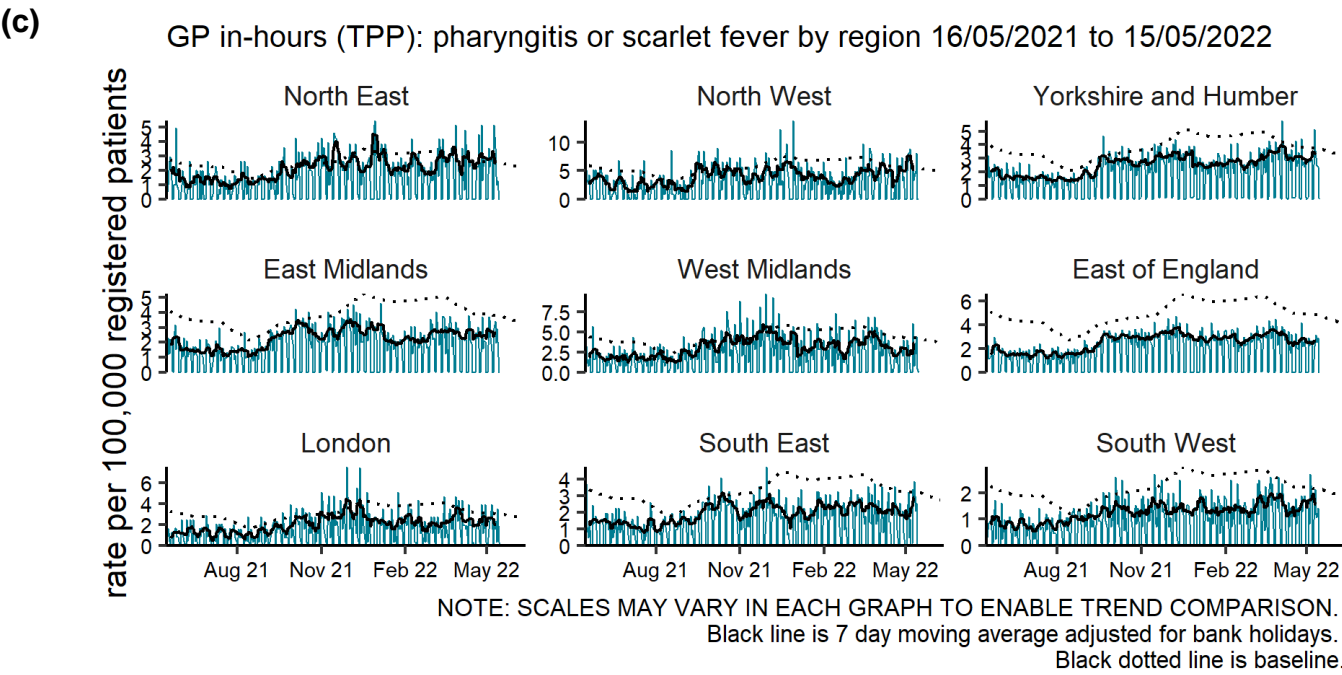 (c)
GP in-hours (TPP): pharyngitis or scarlet fever by region 16/05/2021 to 15/05/2022
rate per 100,000 registered patients
North East
5
4
3
2
1
0
North West
10
5
0
Yorkshire and Humber
5
4
3
2
1
0
East Midlands
5
4
3
2
1
0
West Midlands
7.5
5.0
2.5
0.0
East of England
6
4
2
0
London
6
4
2
0
South East
4
3
2
1
0
South West
2
1
0
Aug 21 Nov 21 Feb 22 May 22
Aug 21 Nov 21 Feb 22 May 22
Aug 21 Nov 21 Feb 22 May 22
NOTE: SCALES MAY VARY IN EACH GRAPH TO ENABLE TREND COMPARISON.
Black line is 7 day moving average adjusted for bank holidays.
Black dotted line is baseline.